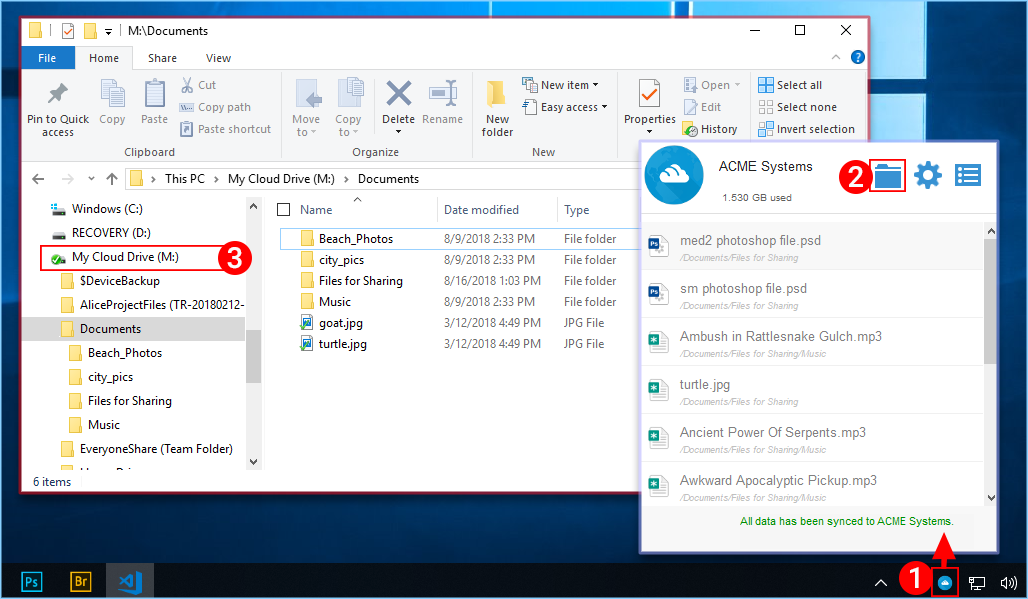 M:\Documents
File
Home
Share
View
?
Pin to Quick access
Copy
Paste
Cut
Copy path
Paste shortcut
Clipboard
Move to
Copy to
Delete
Rename
Organize
New folder
New item
Easy access
New
Properties
Open
Edit
History
Select all
Select none
Invert selection
This PC > My Cloud Drive (M:) > Documents
Windows (C:)
RECOVERY (D:)
My Cloud Drive (M:)
3
$DeviceBackup
AliceProjectFiles (TR-20180212-
Documents
Beach_Photos
city_pics
Files for Sharing
Music
EveryoneShare (Team Folder)
Name Date modified Type
Beach_Photos 8/9/2018 2:33 PM File folder
city_pics 8/9/2018 2:33 PM File folder
Files for Sharing 8/16/2018 1:03 PM File folder
Music 8/9/2018 2:33 PM File folder
goat.jpg 3/12/2018 4:49 PM JPG File
turtle.jpg 3/12/2018 4:49 PM JPG File
6 items
ACME Systems
1.530 GB used
2
Ps
med2 photoshop file.psd
/Documents/Files for Sharing
Ps
sm photoshop file.psd
/Documents/Files for Sharing
Ambush in Rattlesnake Gulch.mp3
/Documents/Files for Sharing/Music
turtle.jpg
/Documents/Files for Sharing
Ancient Power Of Serpents.mp3
/Documents/Files for Sharing/Music
Awkward Apocalyptic Pickup.mp3
/Documents/Files for Sharing/Music
All data has been synced to ACME Systems.
Ps
Br
1